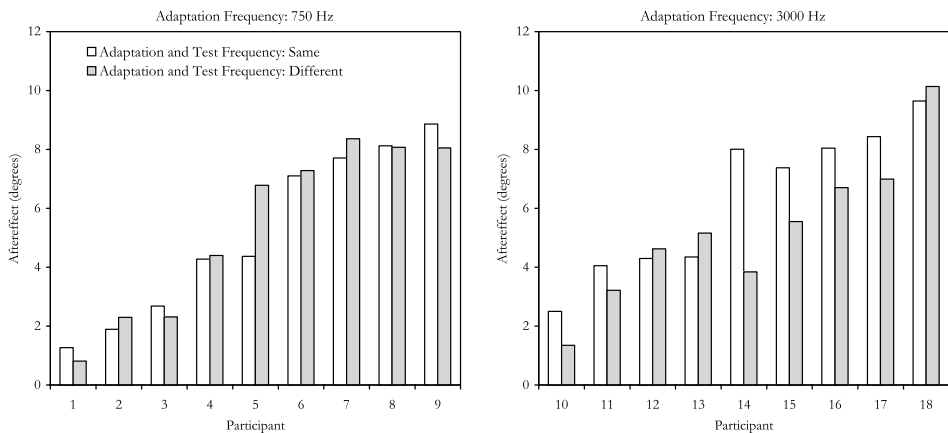 Adaptation Frequency: 750 Hz
12
10
8
6
4
2
0
Aftereffect (degrees)
Adaptation and Test Frequency: Same
Adaptation and Test Frequency: Different
1 2 3 4 5 6 7 8 9
Participant
Adaptation Frequency: 3000 Hz
12
10
8
6
4
2
0
Aftereffect (degrees)
10 11 12 13 14 15 16 17 18
Participant